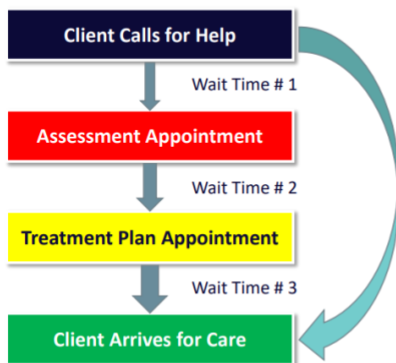 Client Calls for Help
Wait Time # 1
Assessment Appointment
Wait Time # 2
Treatment Plan Appointment
Wait Time # 3
Client Arrives for Care